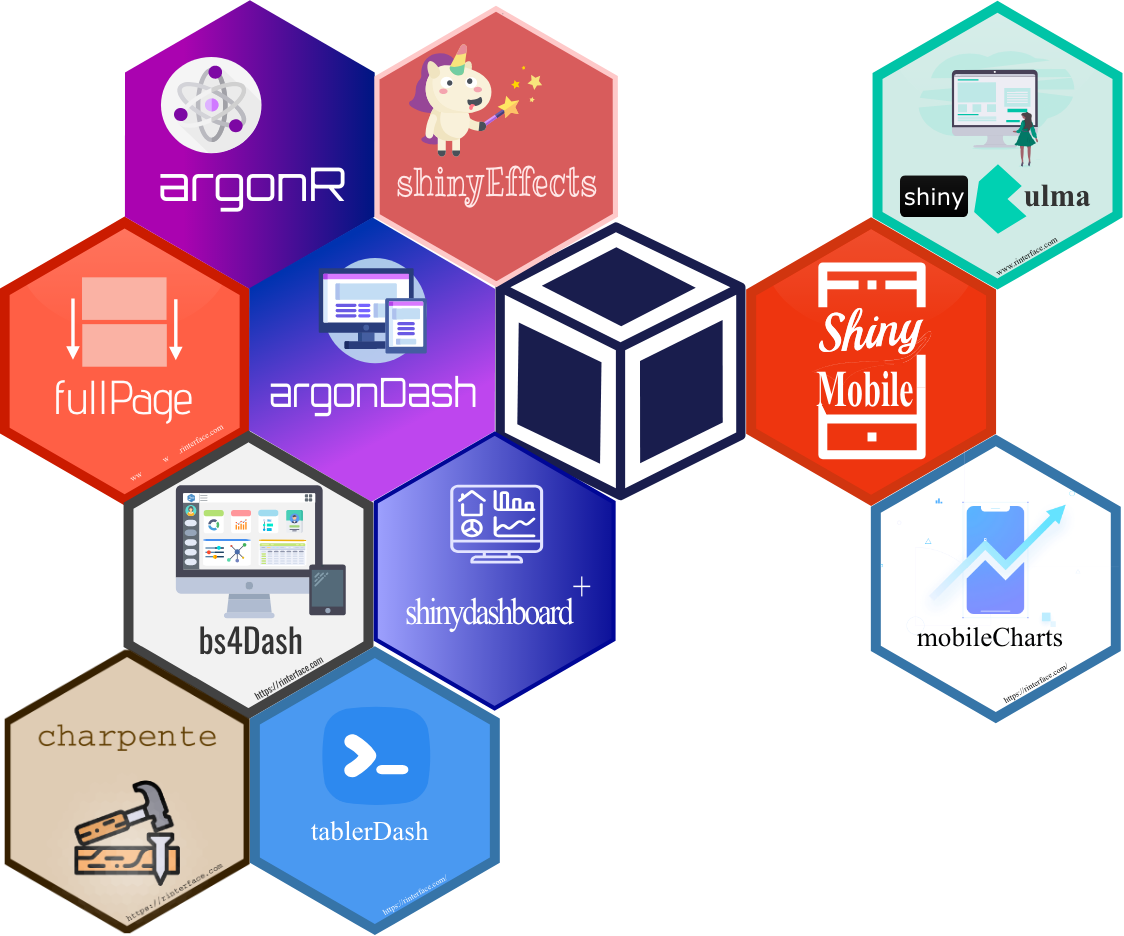 argonR
shinyEffects
shiny
ulma
www.rinterface.com
fullPage
ww w .rinterface.com
argonDash
Shiny
Mobile
bs4Dash
https://rinterface.com
shinydashboard+
mobileCharts
https://rinterface.com/
charpente
https://rinterface.com
tablerDash
https://rinterface.com/